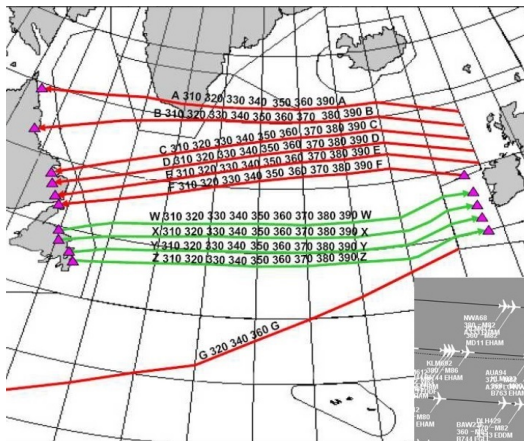 A 310 320 330 340 350 360 390 A
B 310 320 330 340 350 360 370 380 390 B
C 310 320 330 340 350 360 370 380 390 C
D 310 320 330 340 350 360 370 380 390 D
E 310 320 330 340 350 360 370 380 390 E
F 310 320 330 340 350 360 370 380 390 F
W 310 320 330 340 350 360 370 380 390 W
X 310 320 330 340 350 360 370 380 390 X
Y 310 320 330 340 350 360 370 380 390 Y
Z 310 320 330 340 350 360 370 380 390 Z
G 320 340 360 G
NWA68
MD11 EHAM
380 M86
EHAM
AUA94
B763 EHAM
DLH429
EDDM